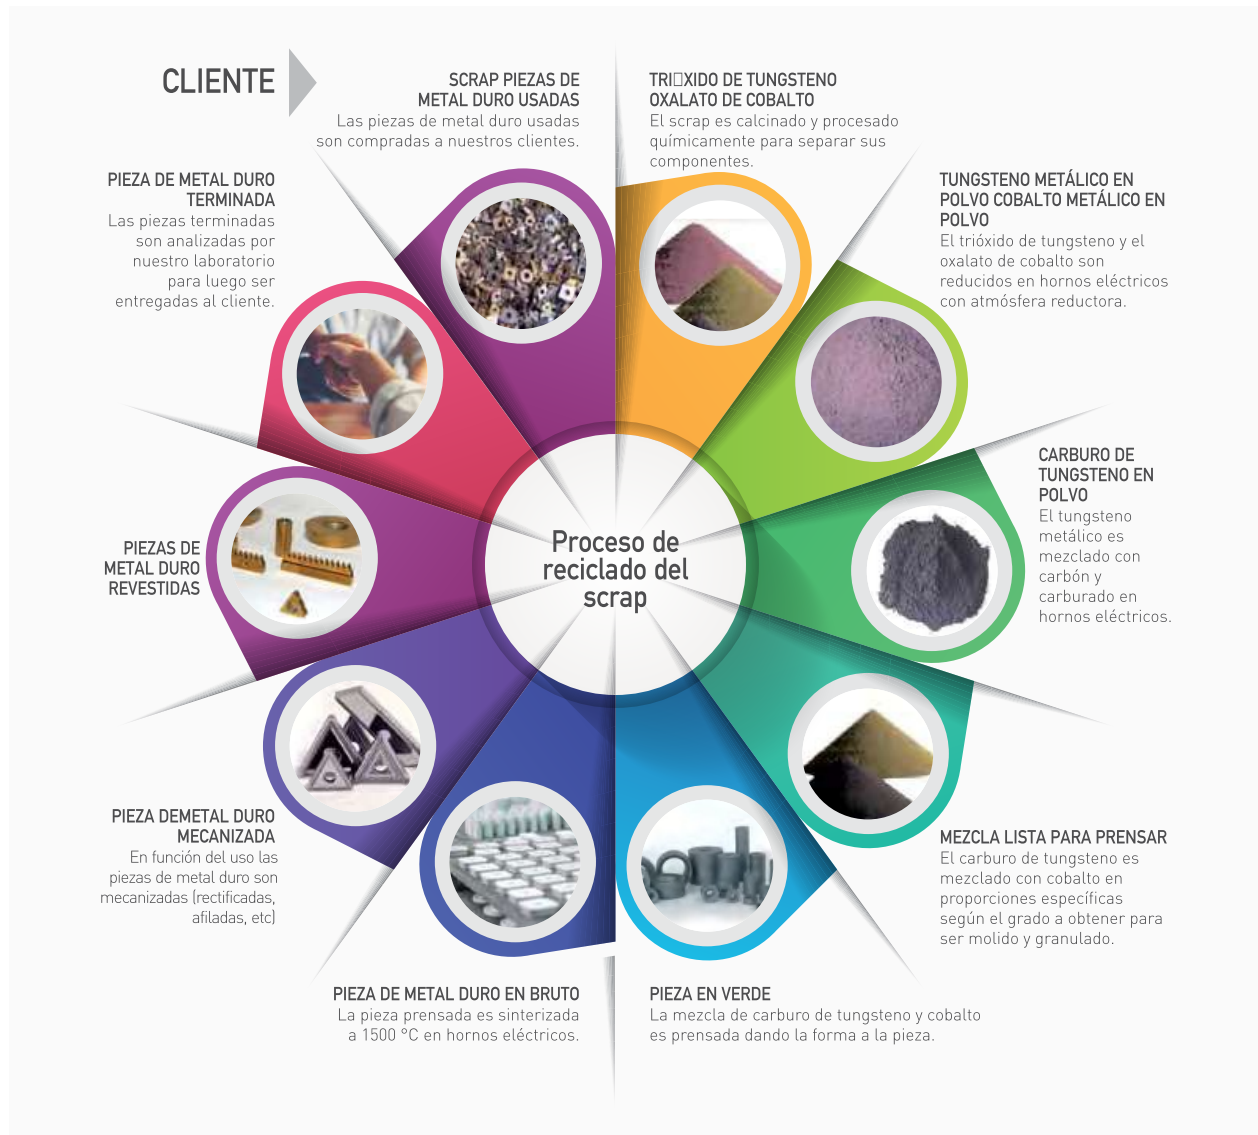 CLIENTE
SCRAP PIEZAS DE
METAL DURO USADAS
Las piezas de metal duro usadas
son compradas a nuestros clientes.
TRI□XIDO DE TUNGSTENO
OXALATO DE COBALTO
El scrap es calcinado y procesado
químicamente para separar sus
componentes.
TUNGSTENO METÁLICO EN
POLVO COBALTO METÁLICO EN
POLVO
El trióxido de tungsteno y el
oxalato de cobalto son
reducidos en hornos eléctricos
con atmósfera reductora.
CARBURO DE
TUNGSTENO EN
POLVO
El tungsteno
metálico es
mezclado con
carbón y
carburado en
hornos eléctricos.
MEZCLA LISTA PARA PRENSAR
El carburo de tungsteno es
mezclado con cobalto en
proporciones específicas
según el grado a obtener para
ser molido y granulado.
PIEZA EN VERDE
La mezcla de carburo de tungsteno y cobalto
es prensada dando la forma a la pieza.
PIEZA DE METAL DURO EN BRUTO
La pieza prensada es sinterizada
a 1500 °C en hornos eléctricos.
PIEZA DEMETAL DURO
MECANIZADA
En función del uso las
piezas de metal duro son
mecanizadas (rectificadas,
afiladas, etc)
PIEZAS DE
METAL DURO
REVESTIDAS
PIEZA DE METAL DURO
TERMINADA
Las piezas terminadas
son analizadas por
nuestro laboratorio
para luego ser
entregadas al cliente.
Proceso de
reciclado del
scrap